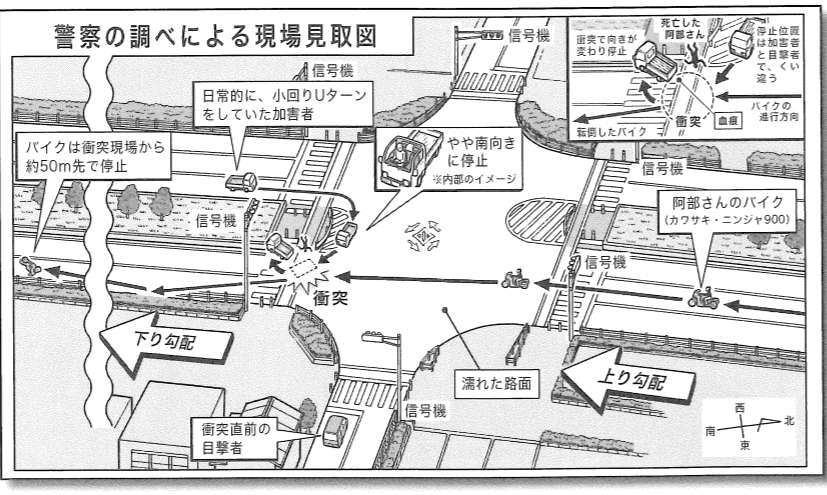 警察の調べによる現場見取図
信号機
信号機
日常的に、小回りUターン
をしていた加害者
バイクは衝突現場から
約50m先で停止
やや南向き
に停止
※内部のイメージ
死亡した
阿部さん
衝突で向きが
変わり停止
停止位置
は加害者
と目撃者
で、くい
違う
バイクの
進行方向
血痕
衝突
転倒したバイク
信号機
阿部さんのバイク
(カワサキ・ニンジャ900)
信号機
信号機
衝突
下り勾配
濡れた路面
上り勾配
信号機
衝突直前の
目撃者
西
南
北
東